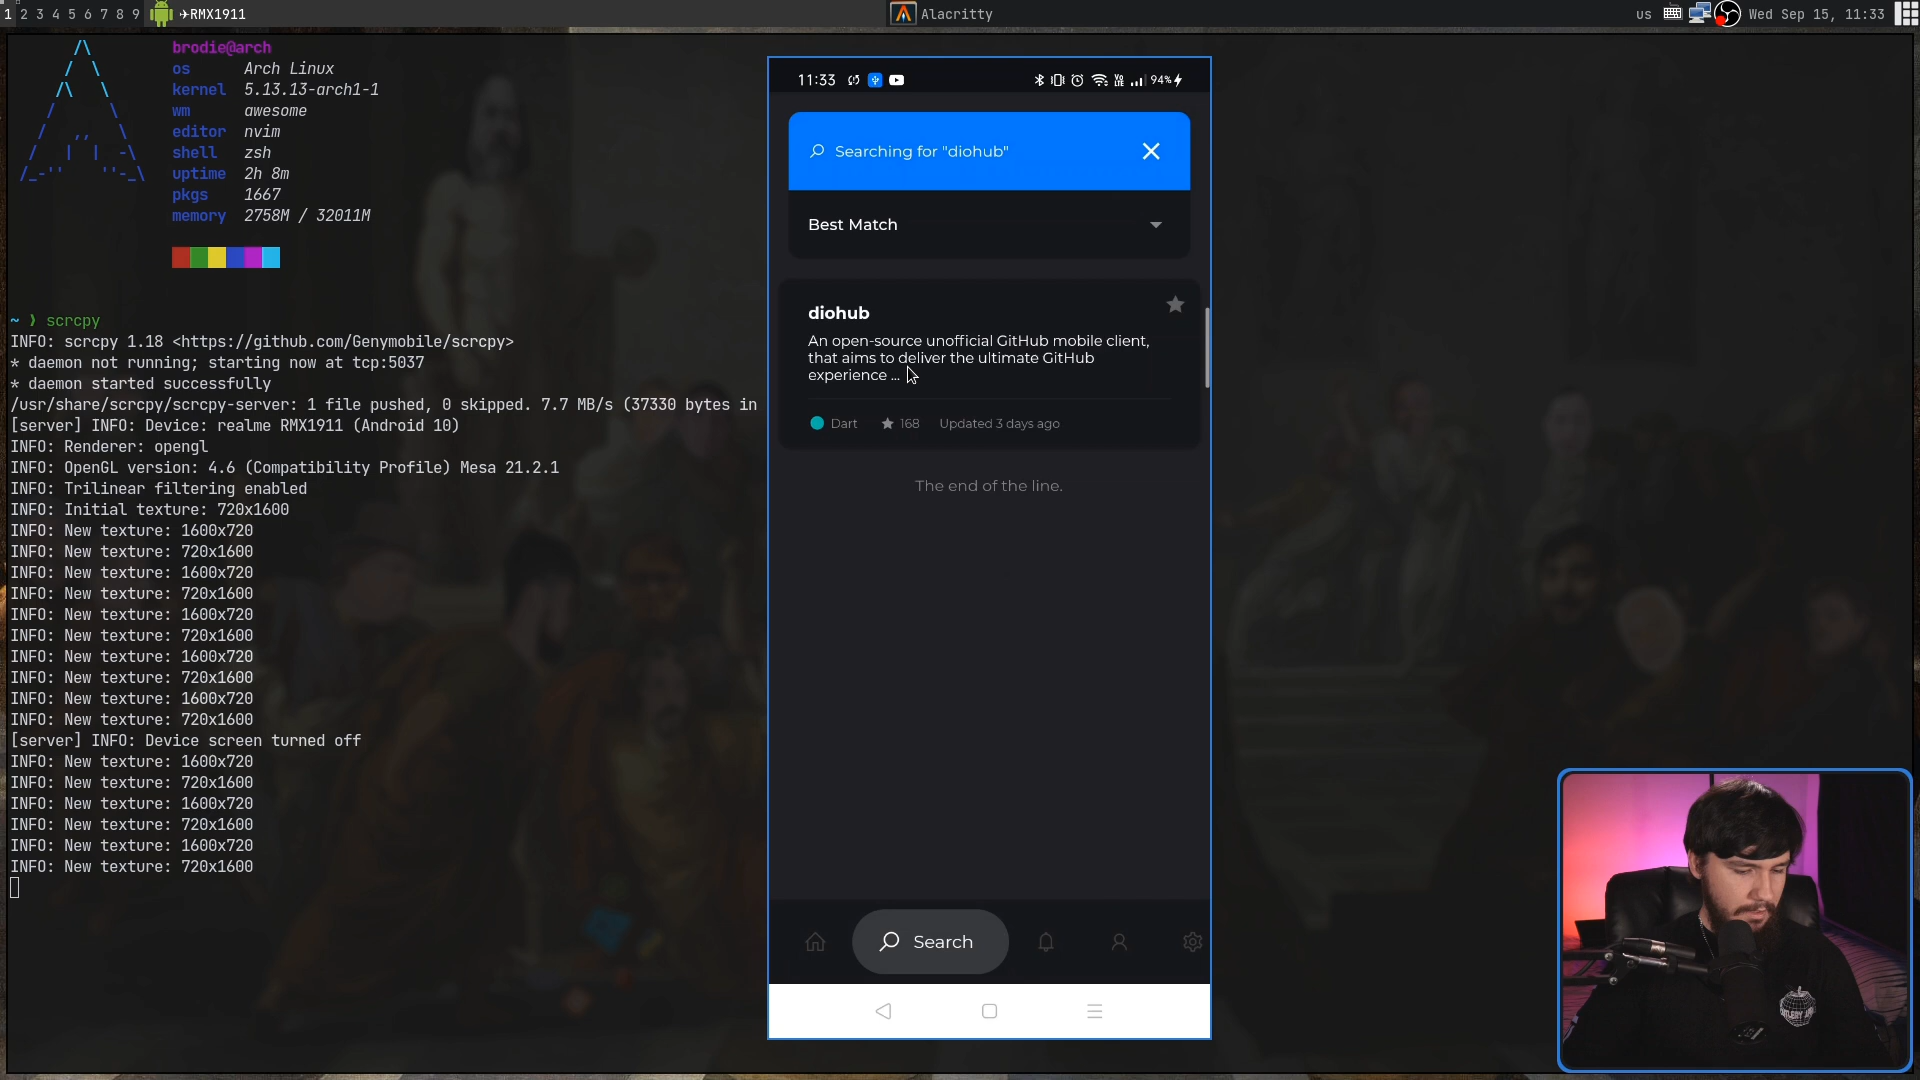 1 2 3 4 5 6 7 8 9 ✈RMX1911
Alacritty
us Wed Sep 15, 11:33
brodie@arch
os Arch Linux
kernel 5.13.13-arch1-1
wm awesome
editor nvim
shell zsh
uptime 2h 8m
pkgs 1667
memory 2758M / 32011M
~ ❯ scrcpy
INFO: scrcpy 1.18 <https://github.com/Genymobile/scrcpy>
* daemon not running; starting now at tcp:5037
* daemon started successfully
/usr/share/scrcpy/scrcpy-server: 1 file pushed, 0 skipped. 7.7 MB/s (37330 bytes in
[server] INFO: Device: realme RMX1911 (Android 10)
INFO: Renderer: opengl
INFO: OpenGL version: 4.6 (Compatibility Profile) Mesa 21.2.1
INFO: Trilinear filtering enabled
INFO: Initial texture: 720x1600
INFO: New texture: 1600x720
INFO: New texture: 720x1600
INFO: New texture: 1600x720
INFO: New texture: 720x1600
INFO: New texture: 1600x720
INFO: New texture: 720x1600
INFO: New texture: 1600x720
INFO: New texture: 720x1600
INFO: New texture: 1600x720
INFO: New texture: 720x1600
[server] INFO: Device screen turned off
INFO: New texture: 1600x720
INFO: New texture: 720x1600
INFO: New texture: 1600x720
INFO: New texture: 720x1600
INFO: New texture: 1600x720
INFO: New texture: 720x1600
11:33 94%
Searching for "diohub"
Best Match
diohub
An open-source unofficial GitHub mobile client,
that aims to deliver the ultimate GitHub
experience ...
Dart 168 Updated 3 days ago
The end of the line.
Search